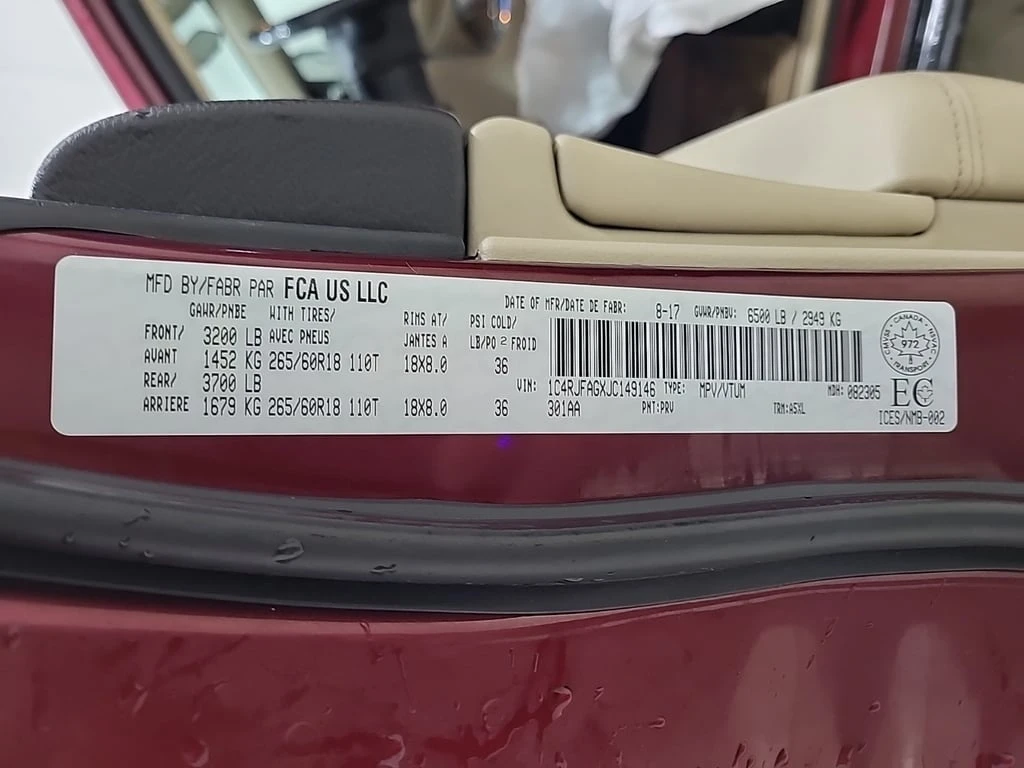 MFD BY/FABR PAR FCA US LLC
DATE OF MFR/DATE DE FABR: 8-17 GVWR/PNBV: 6500 LB / 2949 KG
GAWR/PNBE WITH TIRES/ RIMS AT/ PSI COLD/
FRONT/ 3200 LB AVEC PNEUS JANTES A LB/PO² FROID
AVANT 1452 KG 265/60R18 110T 18X8.0 36
REAR/ 3700 LB
ARRIERE 1679 KG 265/60R18 110T 18X8.0 36
VIN: 1C4RJFAGXJC149146 TYPE: MPV/VTUM MDH: 082305
301AA PNT:PRV TRM:A5XL
CANADA
CMVSS NSVAC
972
TRANSPORT
EC
ICES/NMB-002